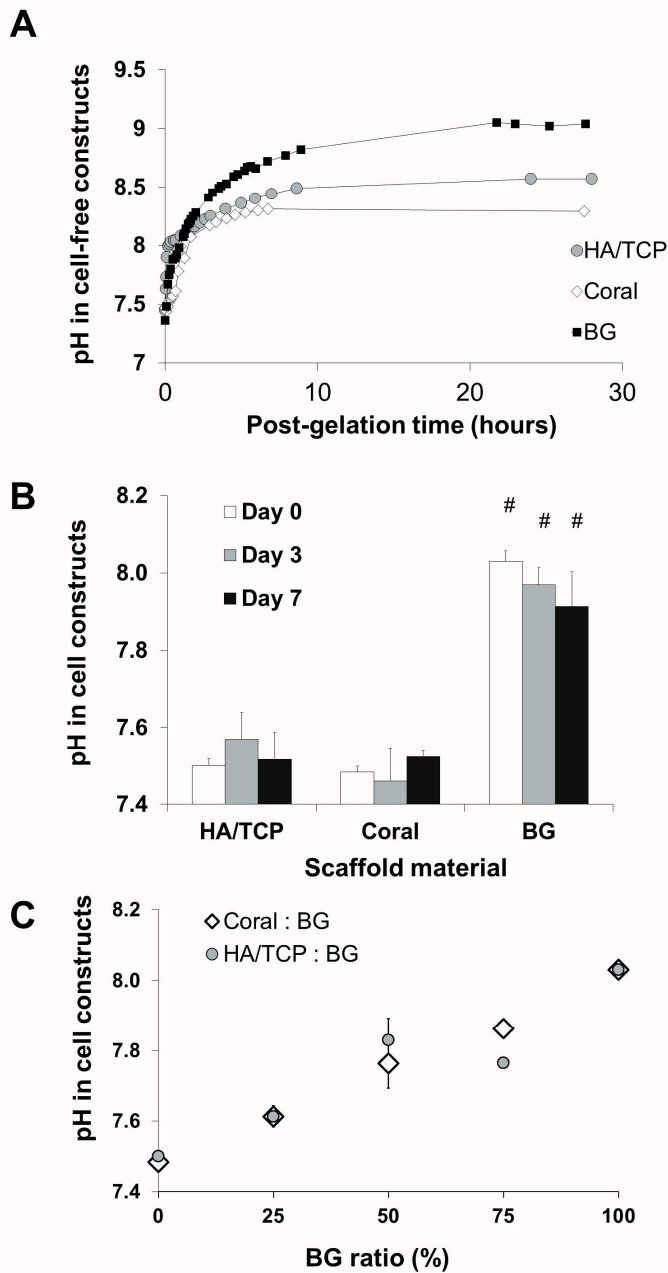 A
pH in cell-free constructs
9.5
9
8.5
8
7.5
7
HA/TCP
Coral
BG
0 10 20 30
Post-gelation time (hours)
B
pH in cell constructs
8.2
8.0
7.8
7.6
7.4
Day 0
Day 3
Day 7
# # #
HA/TCP Coral BG
Scaffold material
C
pH in cell constructs
8.2
8.0
7.8
7.6
7.4
Coral : BG
HA/TCP : BG
0 25 50 75 100
BG ratio (%)